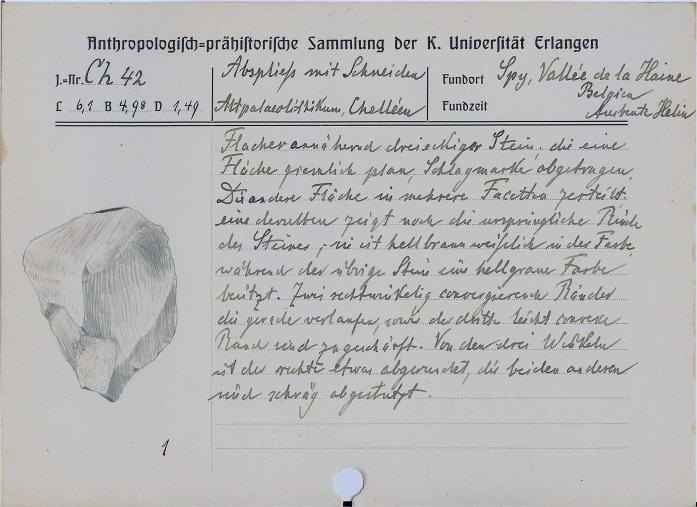 Anthropologisch=prähistorische Sammlung der K. Universität Erlangen
J.=Nr. Ch 42
Abspliess mit Schneiden
Fundort Spy, Vallée de la Haine
Belgien
L 6,1 B 4,98 D 1,49
Altpalaeolithikum, Chelléen
Fundzeit
Ausbeute Helin
Flacher annähernd dreieckiger Stein, die eine
Fläche ziemlich plan, Schlagmarke abgetragen.
Die andere Fläche in mehrere Facetten zerteilt:
eine derselben zeigt noch die ursprüngliche Rinde
des Steines, sie ist hellbraun weißlich in der Farbe
während der übrige Stein eine hellgraue Farbe
besitzt. Zwei rechtwinkelig convergierende Ränder
die gerade verlaufen, sowie der dritte leicht convexe
Rand sind zugeschärft. Von den drei Winkeln
ist der rechte etwas abgerundet, die beiden anderen
sind schräg abgestutzt.
1